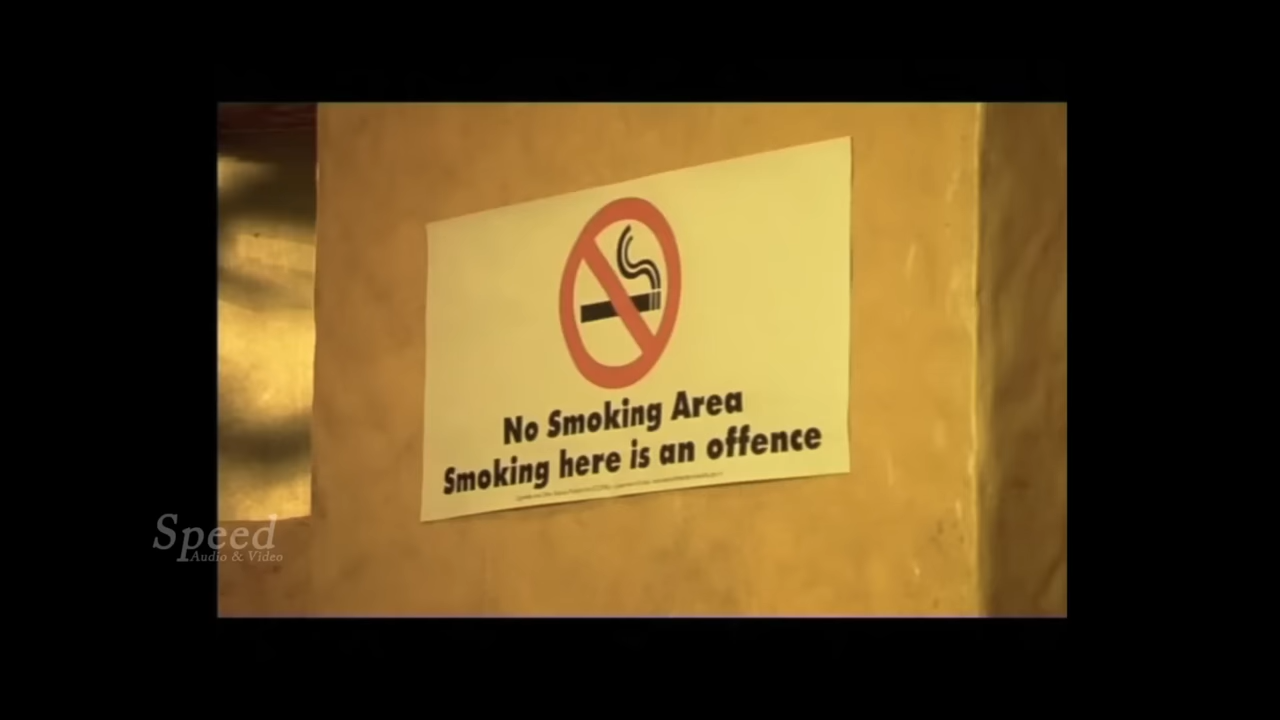 No Smoking Area
Smoking here is an offence
Speed
Audio & Video